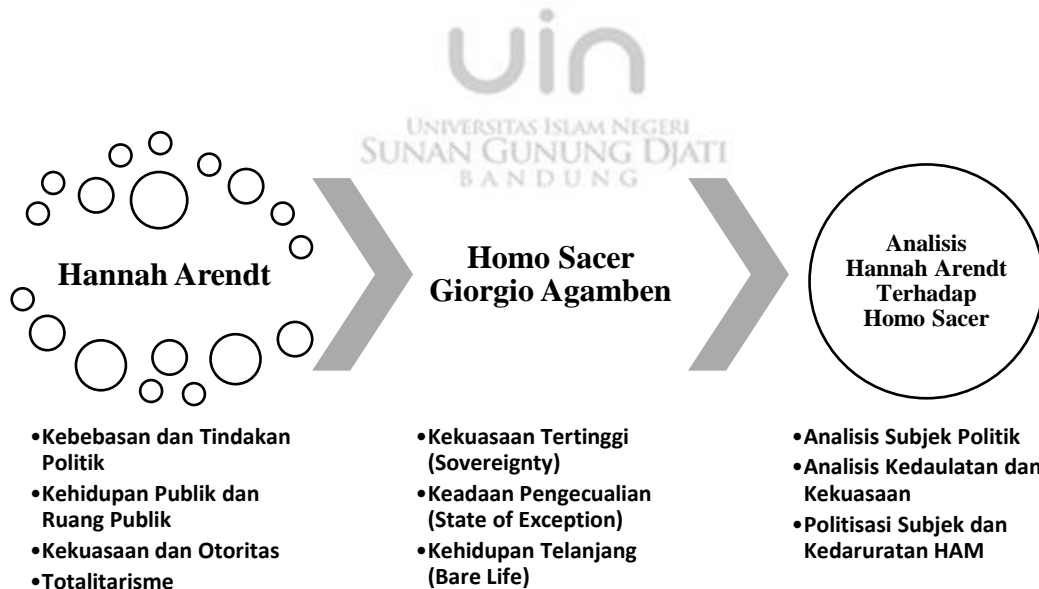 uin
UNIVERSITAS ISLAM NEGERI
SUNAN GUNUNG DJATI
BANDUNG
Hannah Arendt
•Kebebasan dan Tindakan
Politik
•Kehidupan Publik dan
Ruang Publik
•Kekuasaan dan Otoritas
•Totalitarisme
Homo Sacer
Giorgio Agamben
•Kekuasaan Tertinggi
(Sovereignty)
•Keadaan Pengecualian
(State of Exception)
•Kehidupan Telanjang
(Bare Life)
Analisis
Hannah Arendt
Terhadap
Homo Sacer
•Analisis Subjek Politik
•Analisis Kedaulatan dan
Kekuasaan
•Politisasi Subjek dan
Kedaruratan HAM